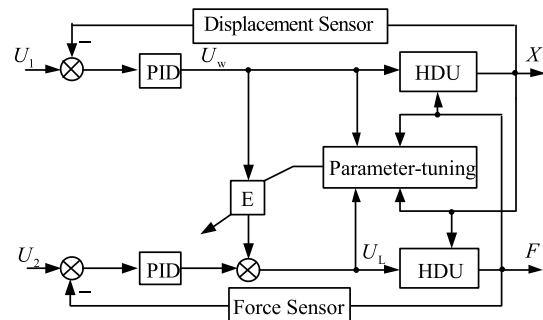 Displacement Sensor
−
U1
PID
Uw
HDU
X
Parameter-tuning
E
U2
PID
UL
HDU
F
−
Force Sensor